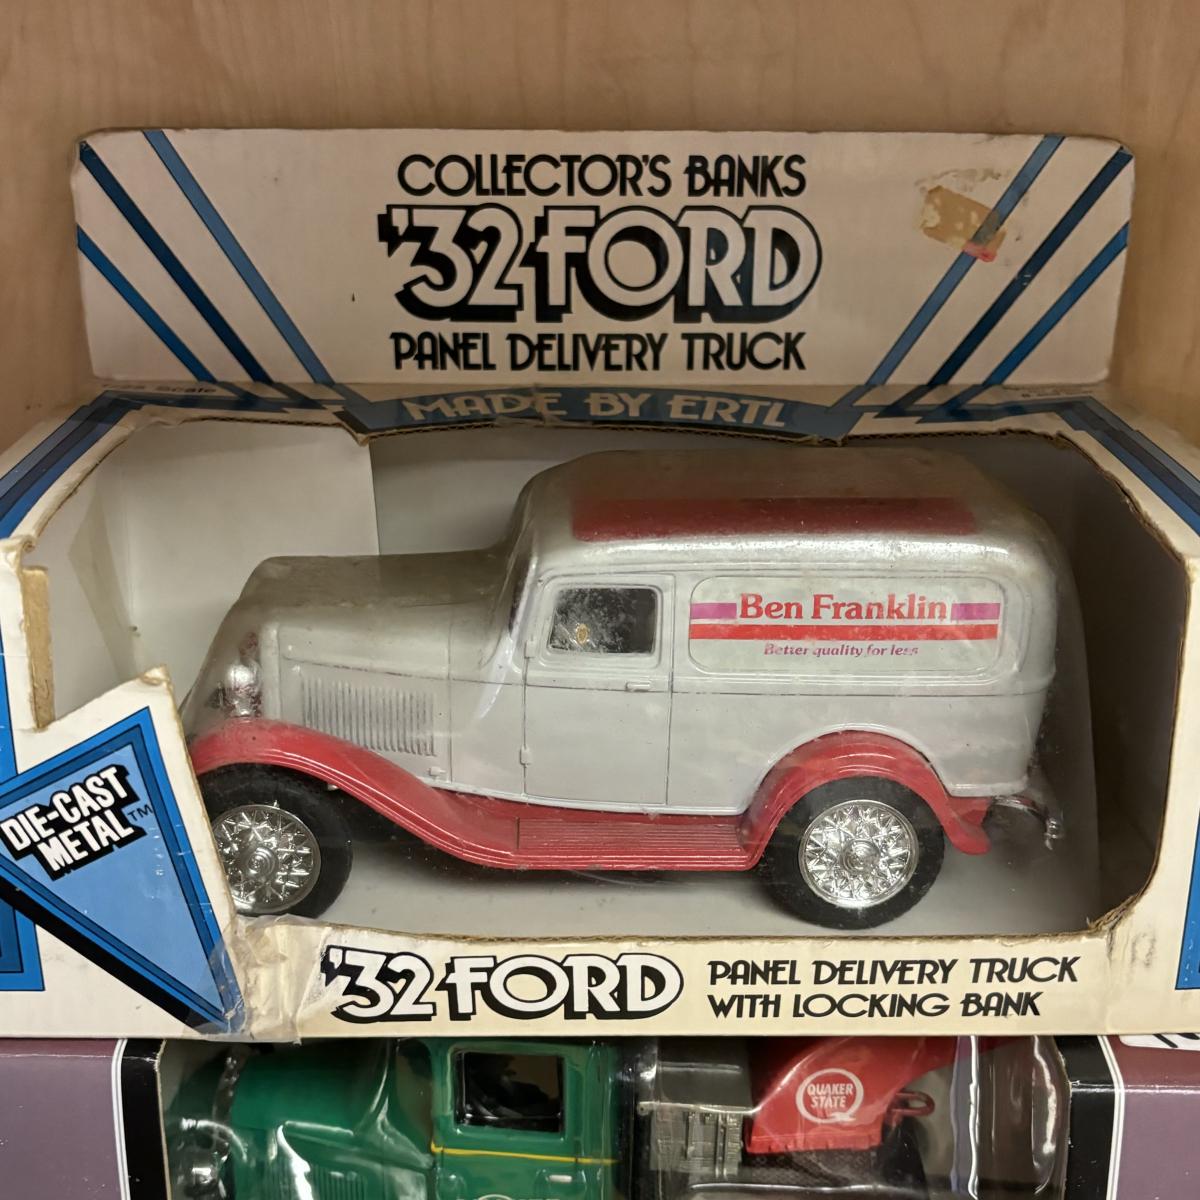 COLLECTOR'S BANKS
'32 FORD
PANEL DELIVERY TRUCK
MADE BY ERTL
Ben Franklin
Better quality for less
DIE-CAST
METAL™
'32 FORD
PANEL DELIVERY TRUCK
WITH LOCKING BANK
QUAKER
STATE